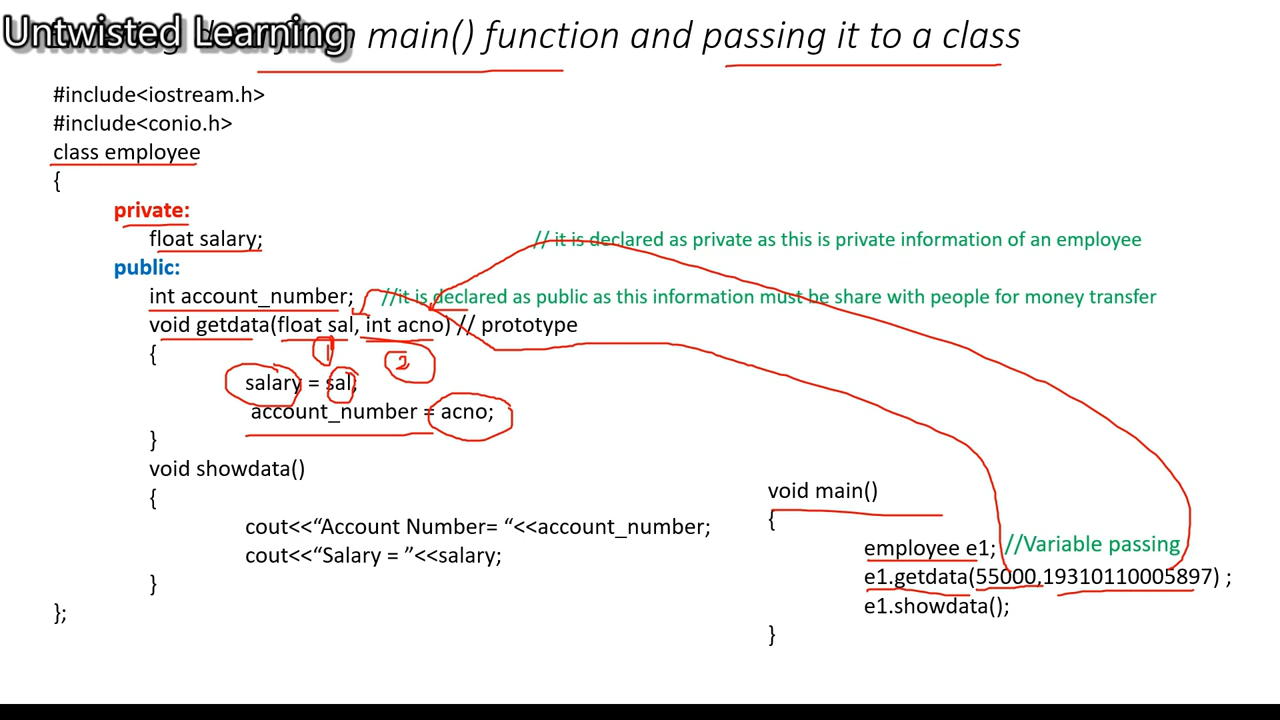 Untwisted Learning
main() function and passing it to a class
#include<iostream.h>
#include<conio.h>
class employee
{
private:
float salary; // it is declared as private as this is private information of an employee
public:
int account_number; //it is declared as public as this information must be share with people for money transfer
void getdata(float sal, int acno) // prototype
{ 1 2
salary = sal;
account_number = acno;
}
void showdata()
{
cout<<“Account Number= “<<account_number;
cout<<“Salary = ”<<salary;
}
};
void main()
{
employee e1; //Variable passing
e1.getdata(55000,19310110005897) ;
e1.showdata();
}